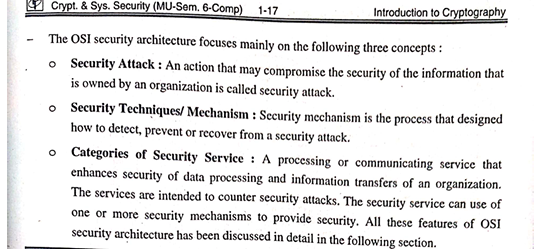 Crypt. & Sys. Security (MU-Sem. 6-Comp) 1-17 Introduction to Cryptography
– The OSI security architecture focuses mainly on the following three concepts :
o Security Attack : An action that may compromise the security of the information that
is owned by an organization is called security attack.
o Security Techniques/ Mechanism : Security mechanism is the process that designed
how to detect, prevent or recover from a security attack.
o Categories of Security Service : A processing or communicating service that
enhances security of data processing and information transfers of an organization.
The services are intended to counter security attacks. The security service can use of
one or more security mechanisms to provide security. All these features of OSI
security architecture has been discussed in detail in the following section.